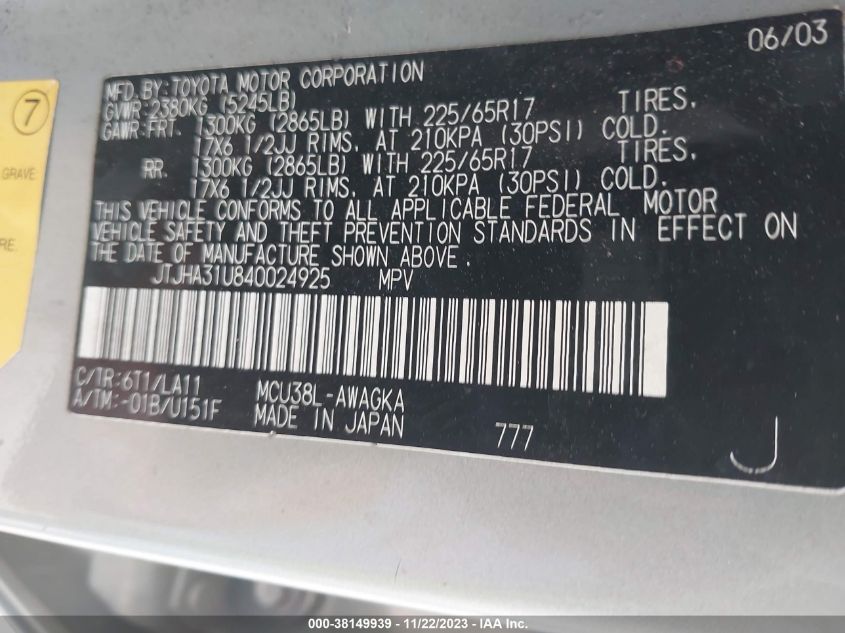 06/03
MFD.BY:TOYOTA MOTOR CORPORATION
GVWR:2380KG (5245LB)
GAWR:FRT. 1300KG (2865LB) WITH 225/65R17 TIRES,
17X6 1/2JJ RIMS, AT 210KPA (30PSI) COLD.
RR. 1300KG (2865LB) WITH 225/65R17 TIRES,
17X6 1/2JJ RIMS, AT 210KPA (30PSI) COLD.
THIS VEHICLE CONFORMS TO ALL APPLICABLE FEDERAL MOTOR
VEHICLE SAFETY AND THEFT PREVENTION STANDARDS IN EFFECT ON
THE DATE OF MANUFACTURE SHOWN ABOVE.
JTJHA31U840024925 MPV
C/TR:6T1/LA11 MCU38L-AWAGKA
A/TM:-01B/U151F MADE IN JAPAN 777
J
7
GRAVE
RE.
000-38149939 - 11/22/2023 - IAA Inc.